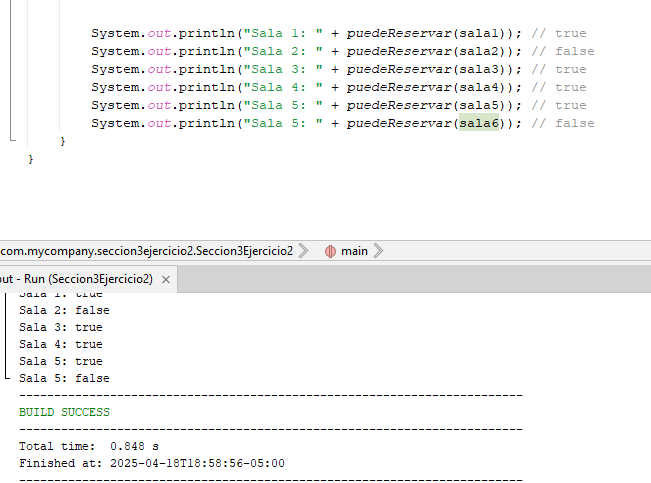 System.out.println("Sala 1: " + puedeReservar(sala1)); // true
System.out.println("Sala 2: " + puedeReservar(sala2)); // false
System.out.println("Sala 3: " + puedeReservar(sala3)); // true
System.out.println("Sala 4: " + puedeReservar(sala4)); // true
System.out.println("Sala 5: " + puedeReservar(sala5)); // true
System.out.println("Sala 5: " + puedeReservar(sala6)); // false
}
}
com.mycompany.seccion3ejercicio2.Seccion3Ejercicio2 main
out - Run (Seccion3Ejercicio2) ×
Sala 1: true
Sala 2: false
Sala 3: true
Sala 4: true
Sala 5: true
Sala 5: false
------------------------------------------------------------------------
BUILD SUCCESS
------------------------------------------------------------------------
Total time:  0.848 s
Finished at: 2025-04-18T18:58:56-05:00
------------------------------------------------------------------------